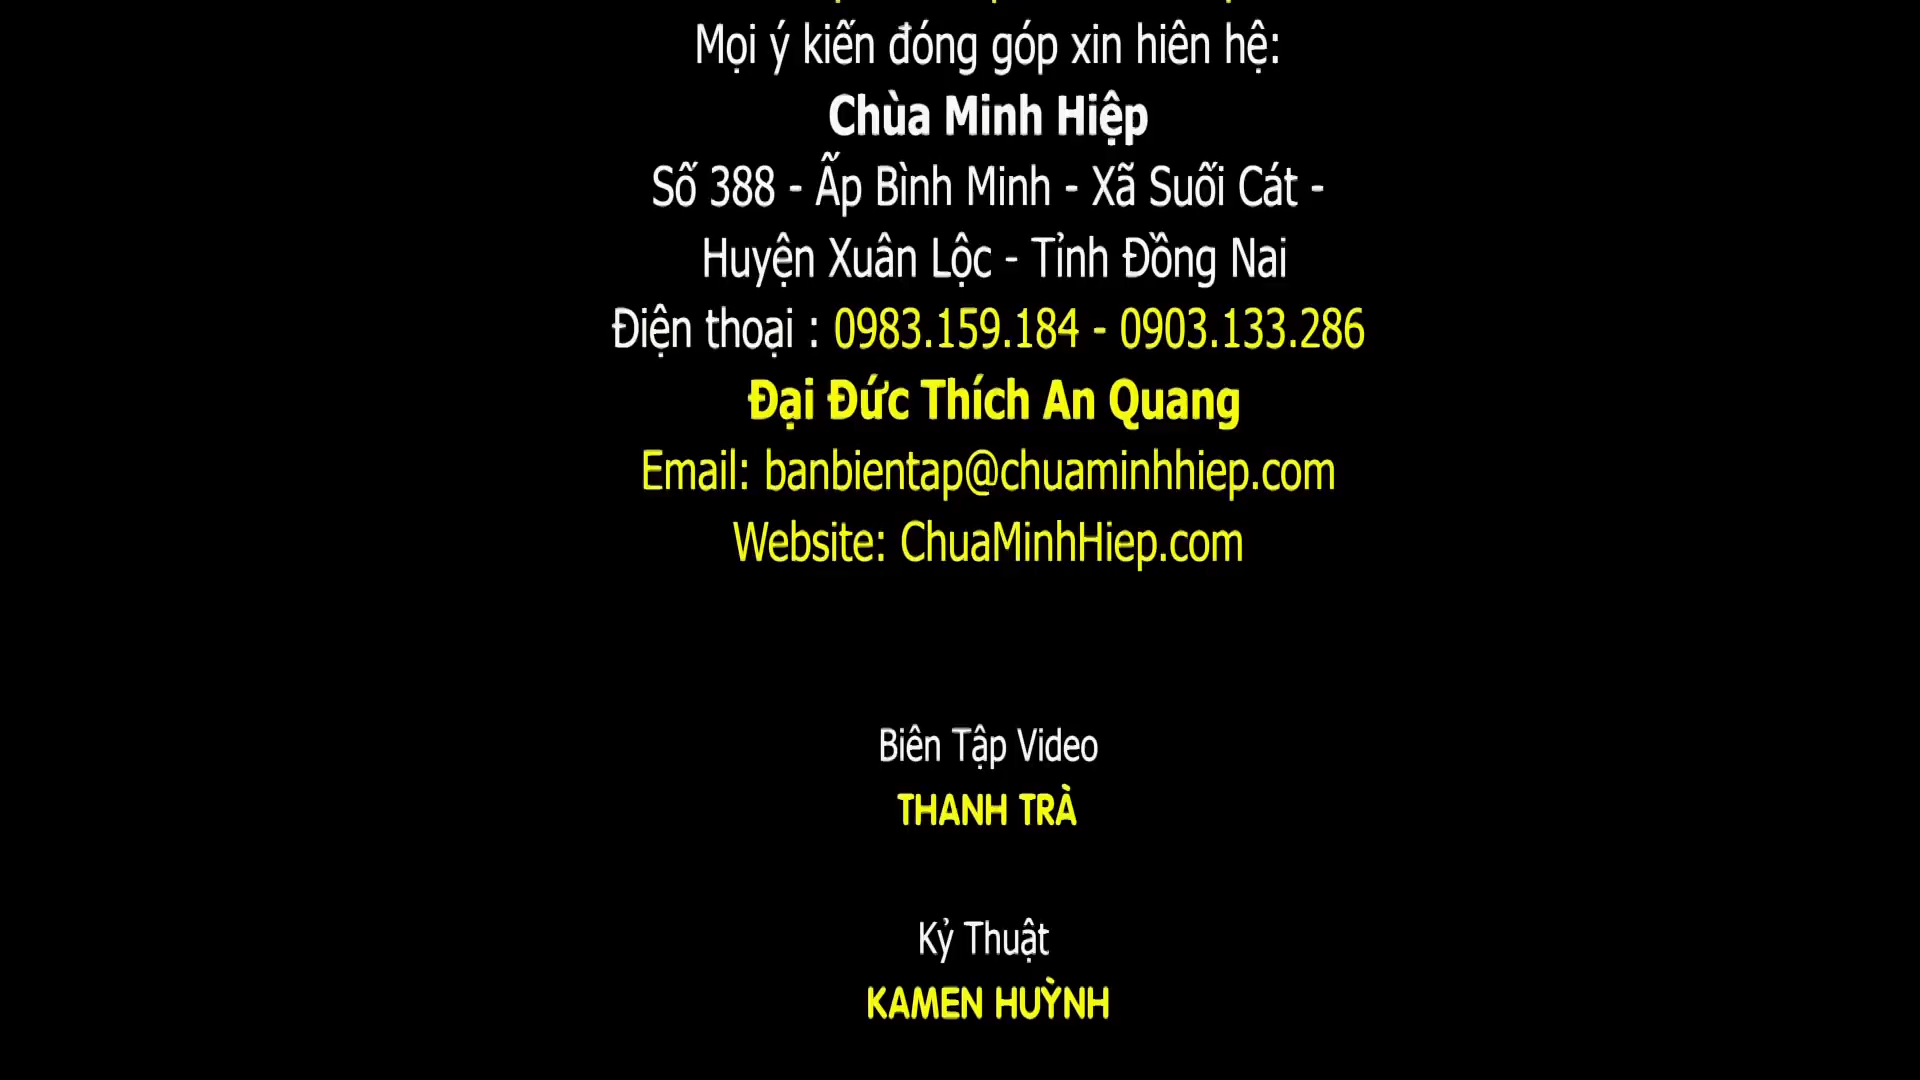 Mọi ý kiến đóng góp xin hiên hệ:
Chùa Minh Hiệp
Số 388 - Ấp Bình Minh - Xã Suối Cát -
Huyện Xuân Lộc - Tỉnh Đồng Nai
Điện thoại : 0983.159.184 - 0903.133.286
Đại Đức Thích An Quang
Email: banbientap@chuaminhhiep.com
Website: ChuaMinhHiep.com
Biên Tập Video
THANH TRÀ
Kỷ Thuật
KAMEN HUỲNH